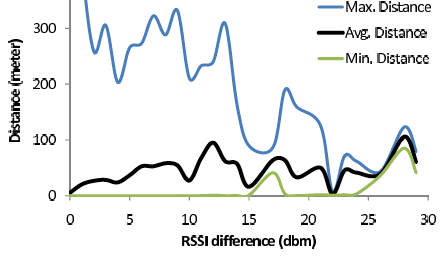 Max. Distance
Avg. Distance
Min. Distance
Distance (meter)
300
200
100
0
0 5 10 15 20 25 30
RSSI difference (dbm)